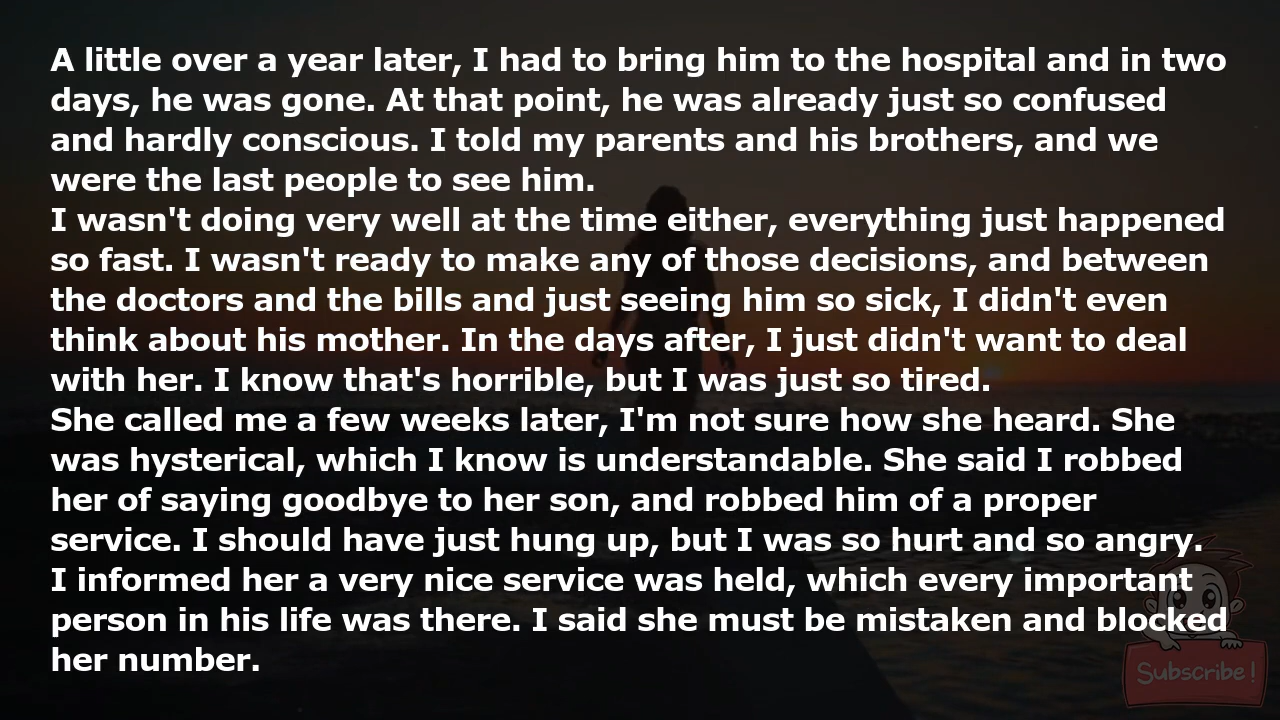 A little over a year later, I had to bring him to the hospital and in two
days, he was gone. At that point, he was already just so confused
and hardly conscious. I told my parents and his brothers, and we
were the last people to see him.
I wasn't doing very well at the time either, everything just happened
so fast. I wasn't ready to make any of those decisions, and between
the doctors and the bills and just seeing him so sick, I didn't even
think about his mother. In the days after, I just didn't want to deal
with her. I know that's horrible, but I was just so tired.
She called me a few weeks later, I'm not sure how she heard. She
was hysterical, which I know is understandable. She said I robbed
her of saying goodbye to her son, and robbed him of a proper
service. I should have just hung up, but I was so hurt and so angry.
I informed her a very nice service was held, which every important
person in his life was there. I said she must be mistaken and blocked
her number.
Subscribe!